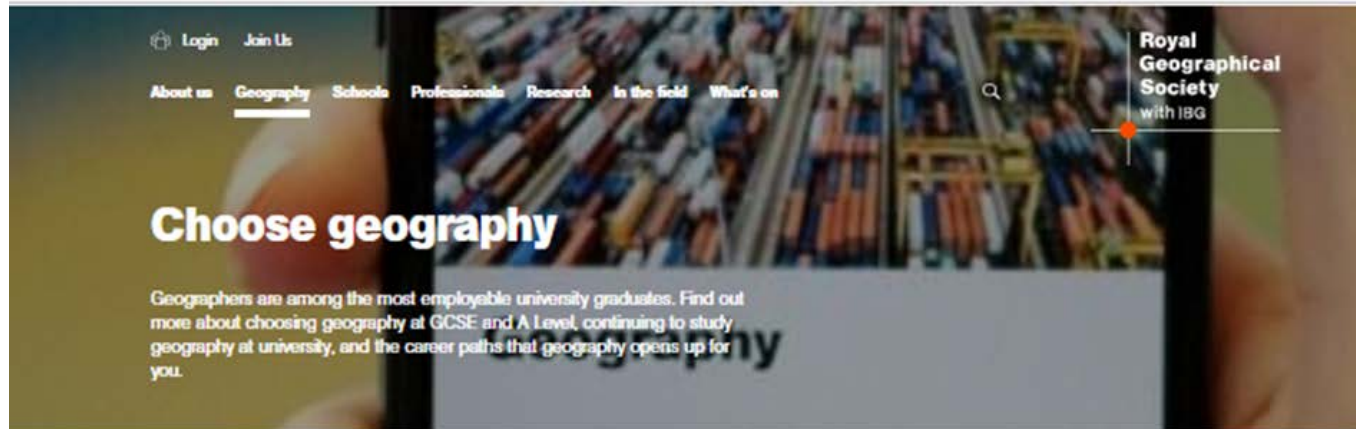 Login Join Us
About us Geography Schools Professionals Research In the field What's on
Royal
Geographical
Society
with IBG
Choose geography
Geographers are among the most employable university graduates. Find out
more about choosing geography at GCSE and A Level, continuing to study
geography at university, and the career paths that geography opens up for
you.
Geography